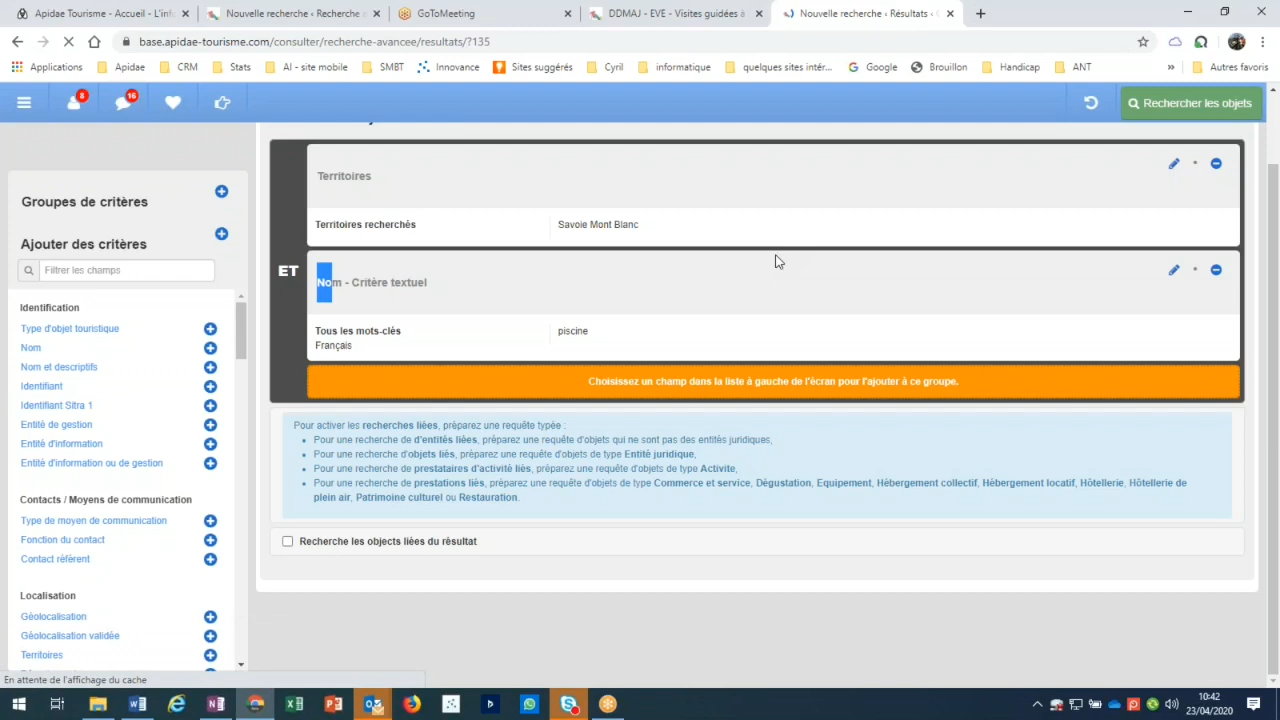 Apidae Tourisme - Accueil - L'inf
Nouvelle recherche ‹ Recherche
GoToMeeting
DDMAJ - EVE - Visites guidées à
Nouvelle recherche ‹ Résultats ‹
base.apidae-tourisme.com/consulter/recherche-avancee/resultats/?135
Applications
Apidae
CRM
Stats
AI - site mobile
SMBT
Innovance
Sites suggérés
Cyril
informatique
quelques sites intér...
Google
Brouillon
Handicap
ANT
»
Autres favoris
8
16
Rechercher les objets
Groupes de critères
Ajouter des critères
Filtrer les champs
Identification
Type d'objet touristique
Nom
Nom et descriptifs
Identifiant
Identifiant Sitra 1
Entité de gestion
Entité d'information
Entité d'information ou de gestion
Contacts / Moyens de communication
Type de moyen de communication
Fonction du contact
Contact référent
Localisation
Géolocalisation
Géolocalisation validée
Territoires
ET
Territoires
Territoires recherchés
Savoie Mont Blanc
Nom - Critère textuel
Tous les mots-clés
piscine
Français
Choisissez un champ dans la liste à gauche de l'écran pour l'ajouter à ce groupe.
Pour activer les recherches liées, préparez une requête typée :
Pour une recherche de d'entités liées, préparez une requête d'objets qui ne sont pas des entités juridiques,
Pour une recherche d'objets liés, préparez une requête d'objets de type Entité juridique,
Pour une recherche de prestataires d'activité liés, préparez une requête d'objets de type Activite,
Pour une recherche de prestations liés, préparez une requête d'objets de type Commerce et service, Dégustation, Equipement, Hébergement collectif, Hébergement locatif, Hôtellerie, Hôtellerie de
plein air, Patrimoine culturel ou Restauration.
Recherche les objects liées du résultat
En attente de l'affichage du cache
10:42
23/04/2020